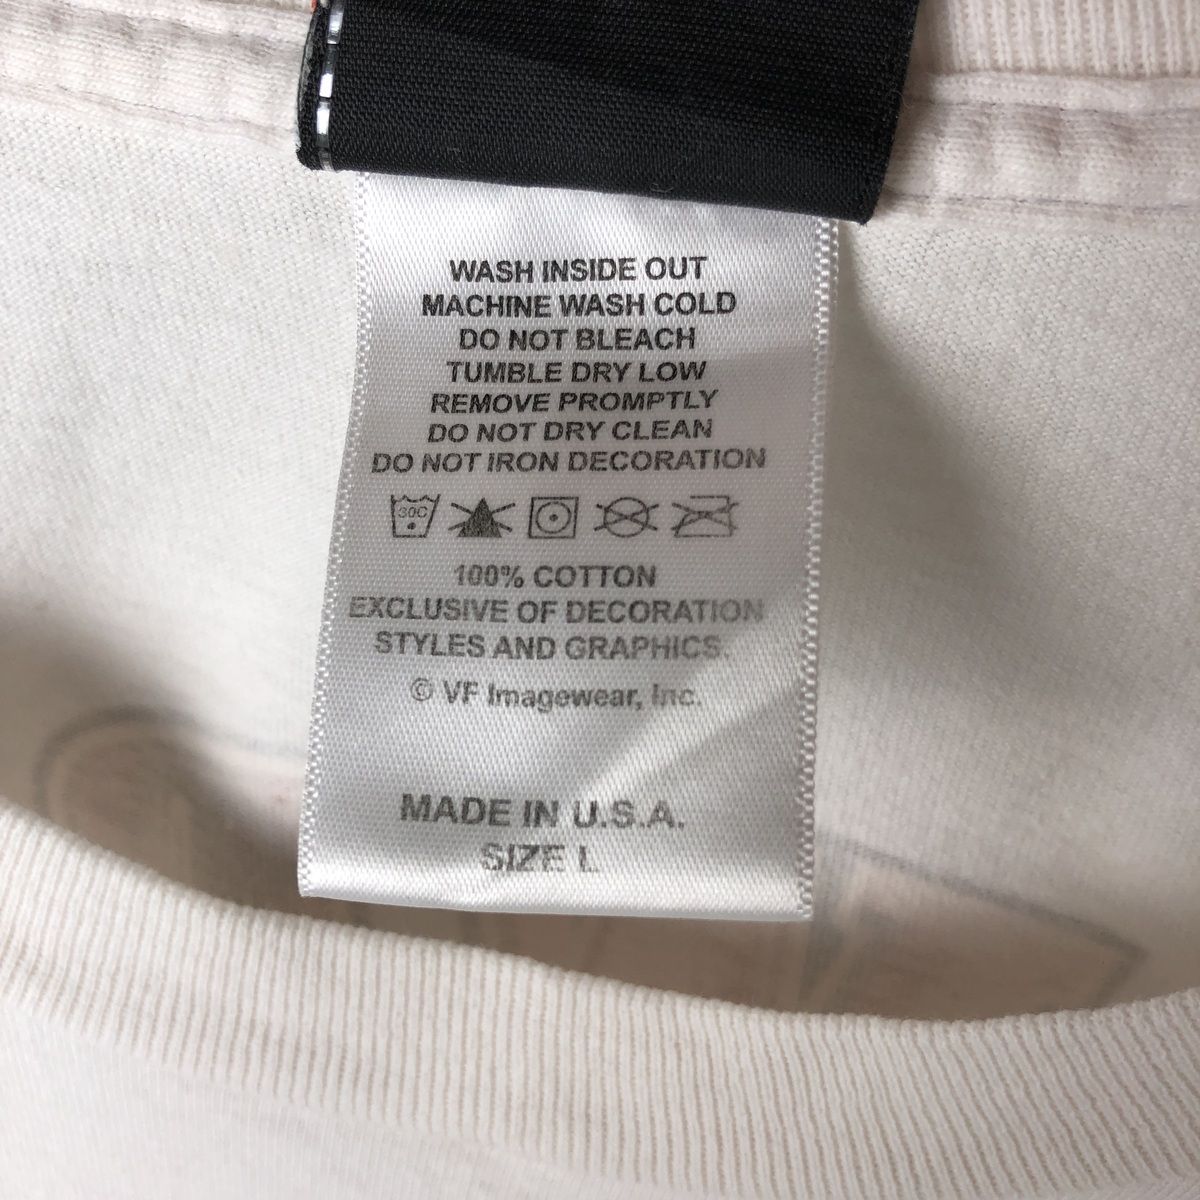 WASH INSIDE OUT
MACHINE WASH COLD
DO NOT BLEACH
TUMBLE DRY LOW
REMOVE PROMPTLY
DO NOT DRY CLEAN
DO NOT IRON DECORATION
30C
100% COTTON
EXCLUSIVE OF DECORATION
STYLES AND GRAPHICS.
© VF Imagewear, Inc.
MADE IN U.S.A.
SIZE L